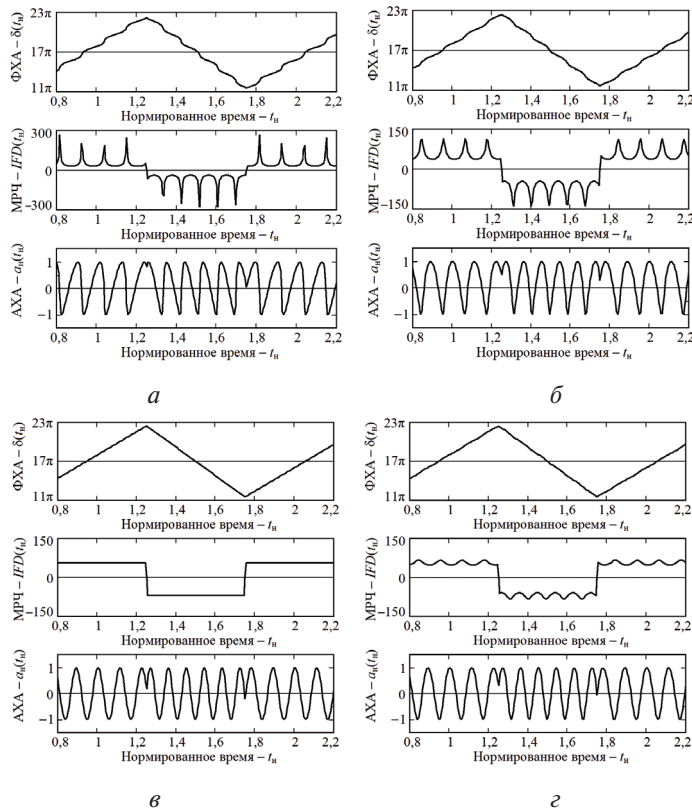 ФХА – δ(tн)
23π
17π
11π
0,8 1 1,2 1,4 1,6 1,8 2 2,2
Нормированное время – tн
МРЧ – IFD(tн)
300
0
−300
0,8 1 1,2 1,4 1,6 1,8 2 2,2
Нормированное время – tн
АХА – aн(tн)
1
0
−1
0,8 1 1,2 1,4 1,6 1,8 2 2,2
Нормированное время – tн
а
ФХА – δ(tн)
23π
17π
11π
0,8 1 1,2 1,4 1,6 1,8 2 2,2
Нормированное время – tн
МРЧ – IFD(tн)
150
0
−150
0,8 1 1,2 1,4 1,6 1,8 2 2,2
Нормированное время – tн
АХА – aн(tн)
1
0
−1
0,8 1 1,2 1,4 1,6 1,8 2 2,2
Нормированное время – tн
б
ФХА – δ(tн)
23π
17π
11π
0,8 1 1,2 1,4 1,6 1,8 2 2,2
Нормированное время – tн
МРЧ – IFD(tн)
150
0
−150
0,8 1 1,2 1,4 1,6 1,8 2 2,2
Нормированное время – tн
АХА – aн(tн)
1
0
−1
0,8 1 1,2 1,4 1,6 1,8 2 2,2
Нормированное время – tн
в
ФХА – δ(tн)
23π
17π
11π
0,8 1 1,2 1,4 1,6 1,8 2 2,2
Нормированное время – tн
МРЧ – IFD(tн)
150
0
−150
0,8 1 1,2 1,4 1,6 1,8 2 2,2
Нормированное время – tн
АХА – aн(tн)
1
0
−1
0,8 1 1,2 1,4 1,6 1,8 2 2,2
Нормированное время – tн
г